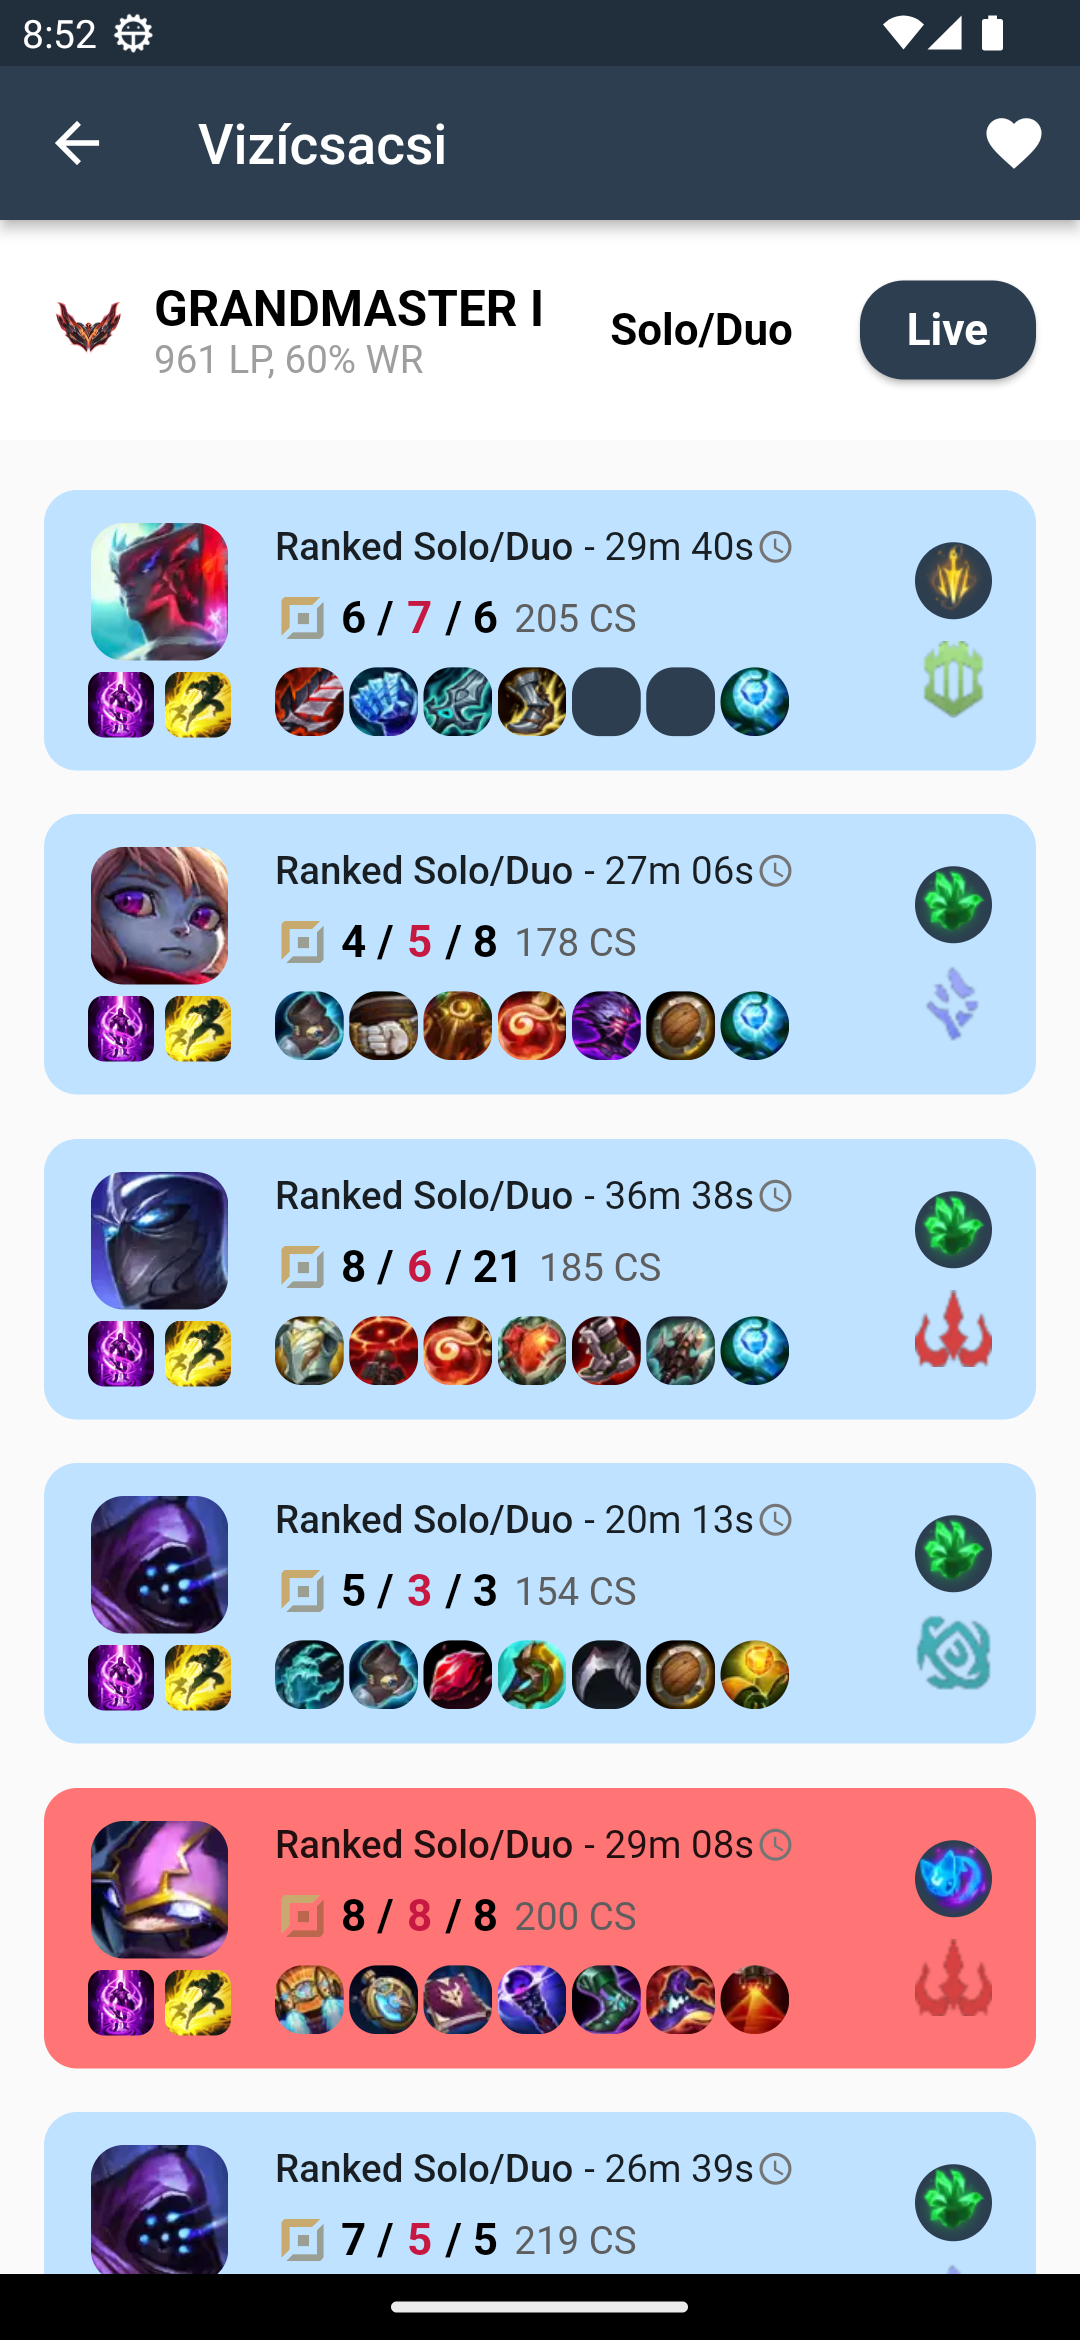 8:52
Vizícsacsi
GRANDMASTER I
961 LP, 60% WR
Solo/Duo
Live
Ranked Solo/Duo - 29m 40s
6 / 7 / 6 205 CS
Ranked Solo/Duo - 27m 06s
4 / 5 / 8 178 CS
Ranked Solo/Duo - 36m 38s
8 / 6 / 21 185 CS
Ranked Solo/Duo - 20m 13s
5 / 3 / 3 154 CS
Ranked Solo/Duo - 29m 08s
8 / 8 / 8 200 CS
Ranked Solo/Duo - 26m 39s
7 / 5 / 5 219 CS